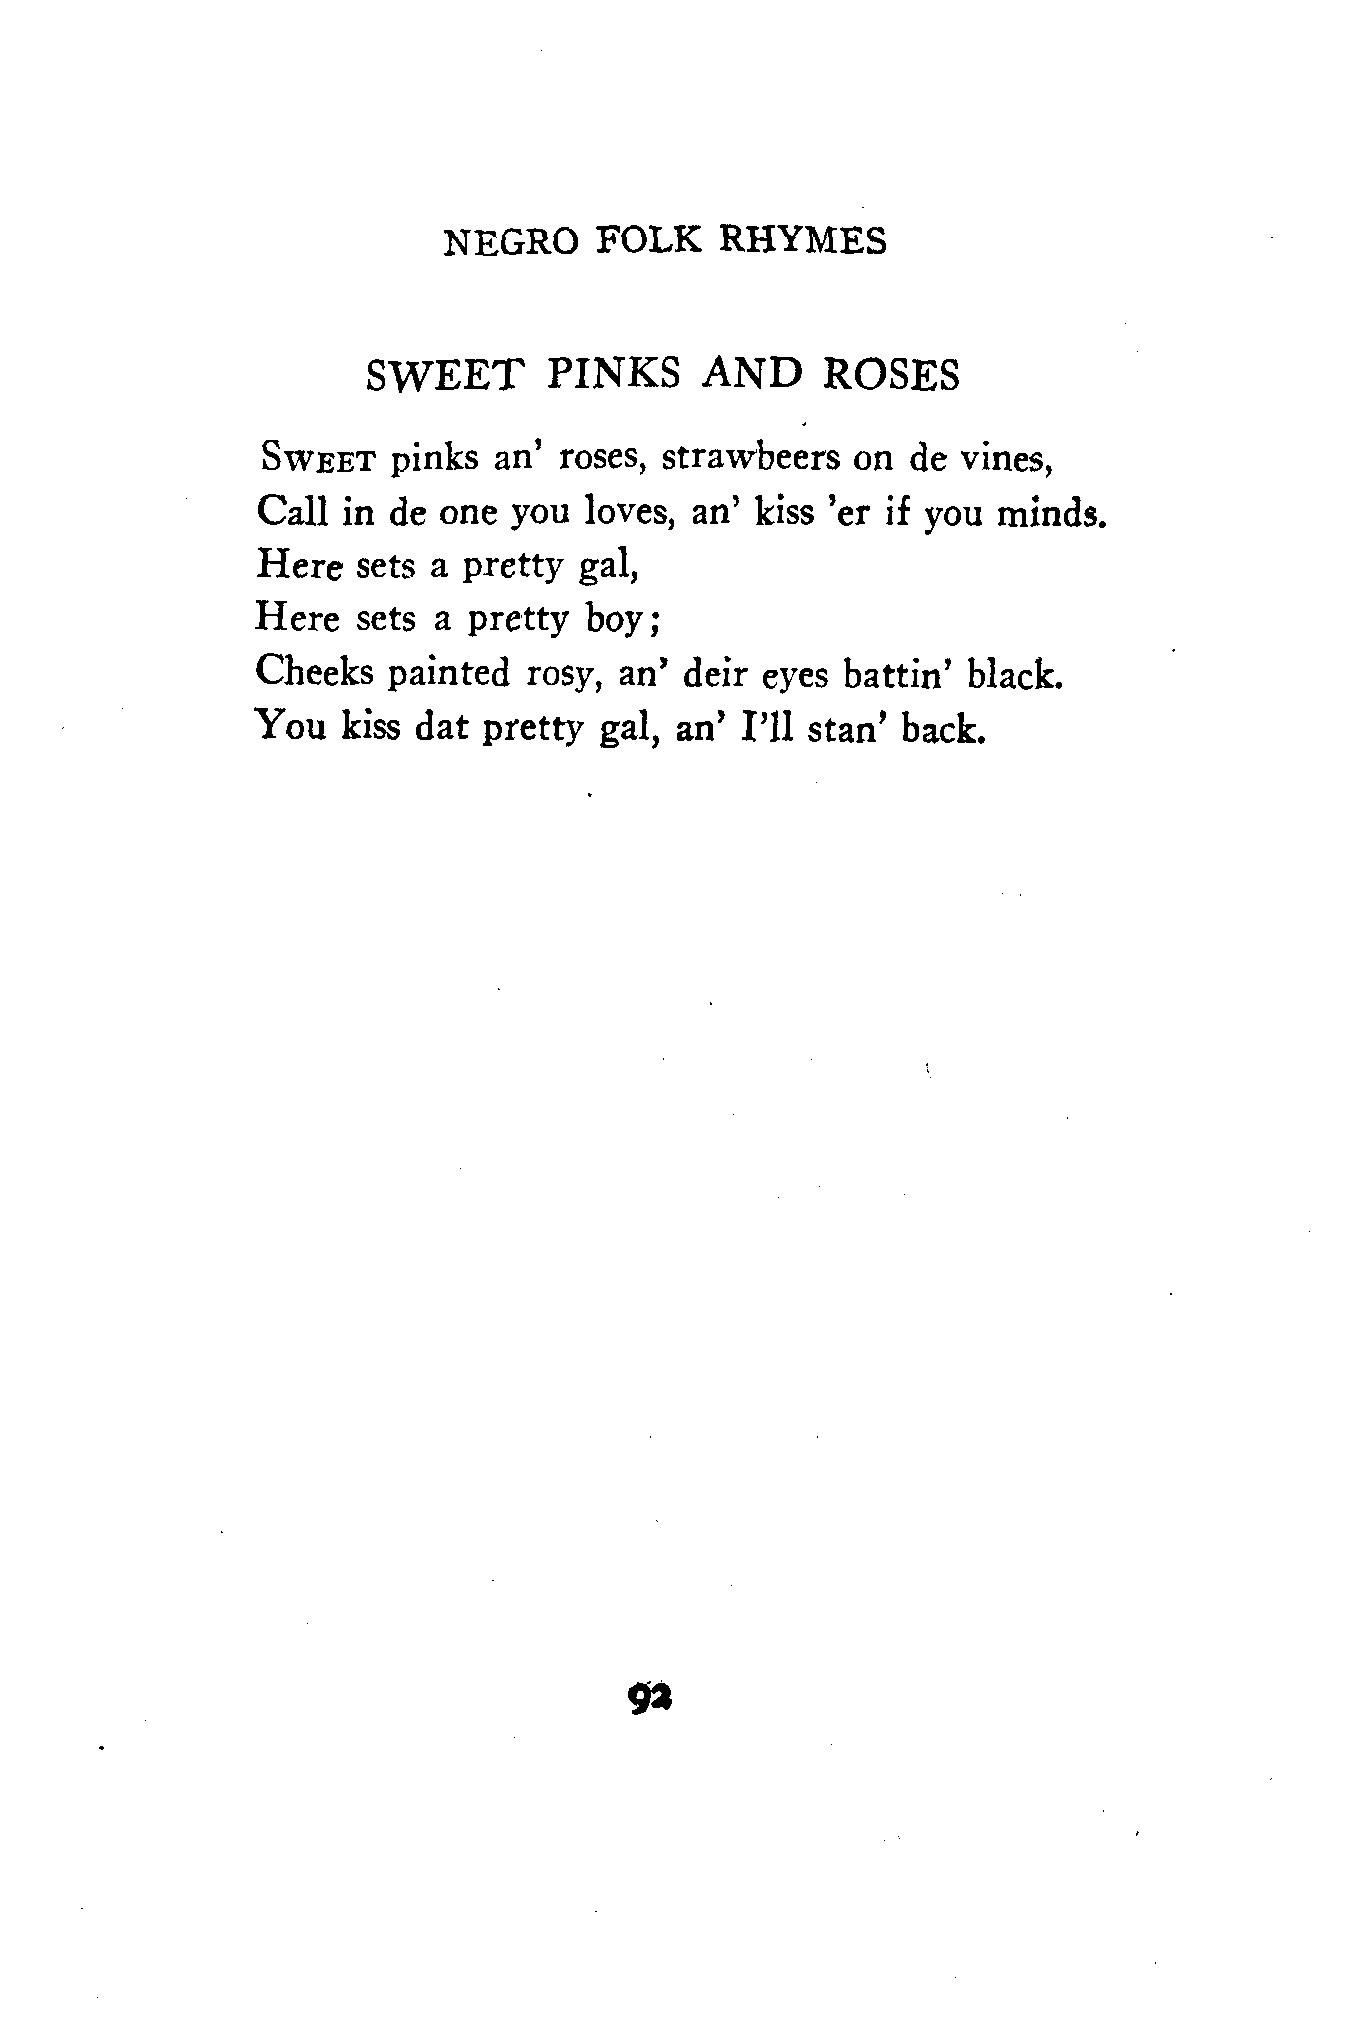 NEGRO FOLK RHYMES
SWEET PINKS AND ROSES
SWEET pinks an' roses, strawbeers on de vines,
Call in de one you loves, an' kiss 'er if you minds.
Here sets a pretty gal,
Here sets a pretty boy;
Cheeks painted rosy, an' deir eyes battin' black.
You kiss dat pretty gal, an' I'll stan' back.
92